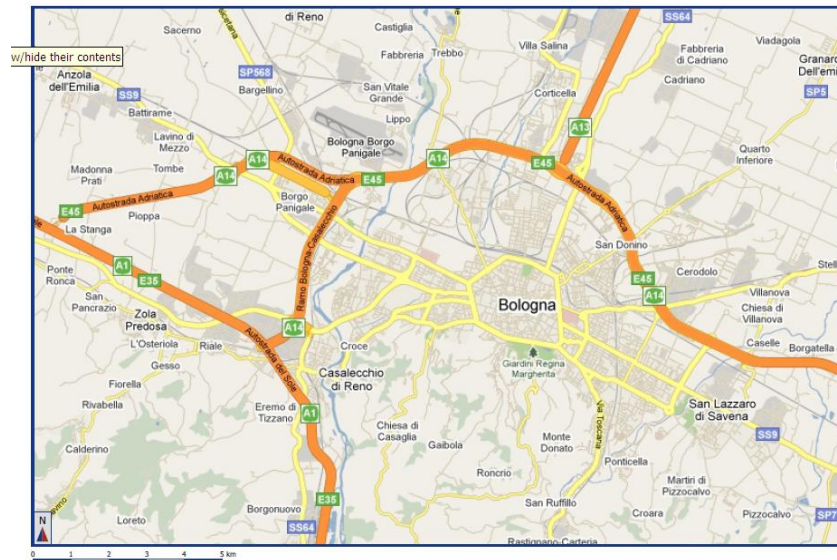 di Reno
Castiglia
SS64
Sacerno
Fabbreria
Trebbo
Villa Salina
Viadagola
w/hide their contents
Fabbreria
di Cadriano
Anzola
dell'Emilia
SP568
Bargellino
San Vitale
Grande
Corticella
Cadriano
SS9
SP5
Battirame
Lippo
Lavino di
Mezzo
Bologna Borgo
Panigale
A13
Madonna
Prati
Tombe
A14
A14
A14
E45
Quarto
Inferiore
Autostrada Adriatica
E45
Autostrada Adriatica
Autostrada Adriatica
E45
Pioppa
Borgo
Panigale
La Stanga
San Donino
A1
E35
Ramo Bologna-Casalecchio
Ponte
Ronca
E45
Cerodolo
San
Pancrazio
A14
Villanova
Bologna
Chiesa di
Villanova
Zola
Predosa
A14
L'Osteriola
Riale
Croce
Caselle
Borgatella
Gesso
Autostrada del Sole
Giardini Regina
Margherita
Casalecchio
di Reno
Fiorella
Rivabella
Eremo di
Tizzano
A1
Via Toscana
San Lazzaro
di Savena
Chiesa di
Casaglia
SS9
Calderino
Gaibola
Monte
Donato
Ponticella
Roncrio
Martiri di
Pizzocalvo
E35
Borgonuovo
San Ruffillo
N
Loreto
SS64
Croara
Pizzocalvo
SP7
Rastignano-Carteria
0 1 2 3 4 5 km